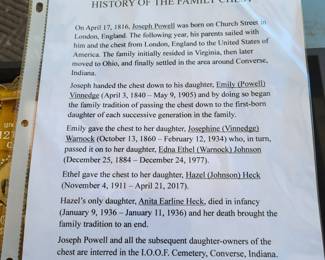 HISTORY OF THE FAMILY CHEST
On April 17, 1816, Joseph Powell was born on Church Street in
London, England. The following year, his parents sailed with
him and the chest from London, England to the United States of
America. The family initially resided in Virginia, then later
moved to Ohio, and finally settled in the area around Converse,
Indiana.
Joseph handed the chest down to his daughter, Emily (Powell)
Vinnedge (April 3, 1840 – May 9, 1905) and by doing so began
the family tradition of passing the chest down to the first-born
daughter of each successive generation in the family.
Emily gave the chest to her daughter, Josephine (Vinnedge)
Warnock (October 13, 1860 – February 12, 1934) who, in turn,
passed it on to her daughter, Edna Ethel (Warnock) Johnson
(December 25, 1884 – December 24, 1977).
Ethel gave the chest to her daughter, Hazel (Johnson) Heck
(November 4, 1911 – April 21, 2017).
Hazel's only daughter, Anita Earline Heck, died in infancy
(January 9, 1936 – January 11, 1936) and her death brought the
family tradition to an end.
Joseph Powell and all the subsequent daughter-owners of the
chest are interred in the I.O.O.F. Cemetery, Converse, Indiana.